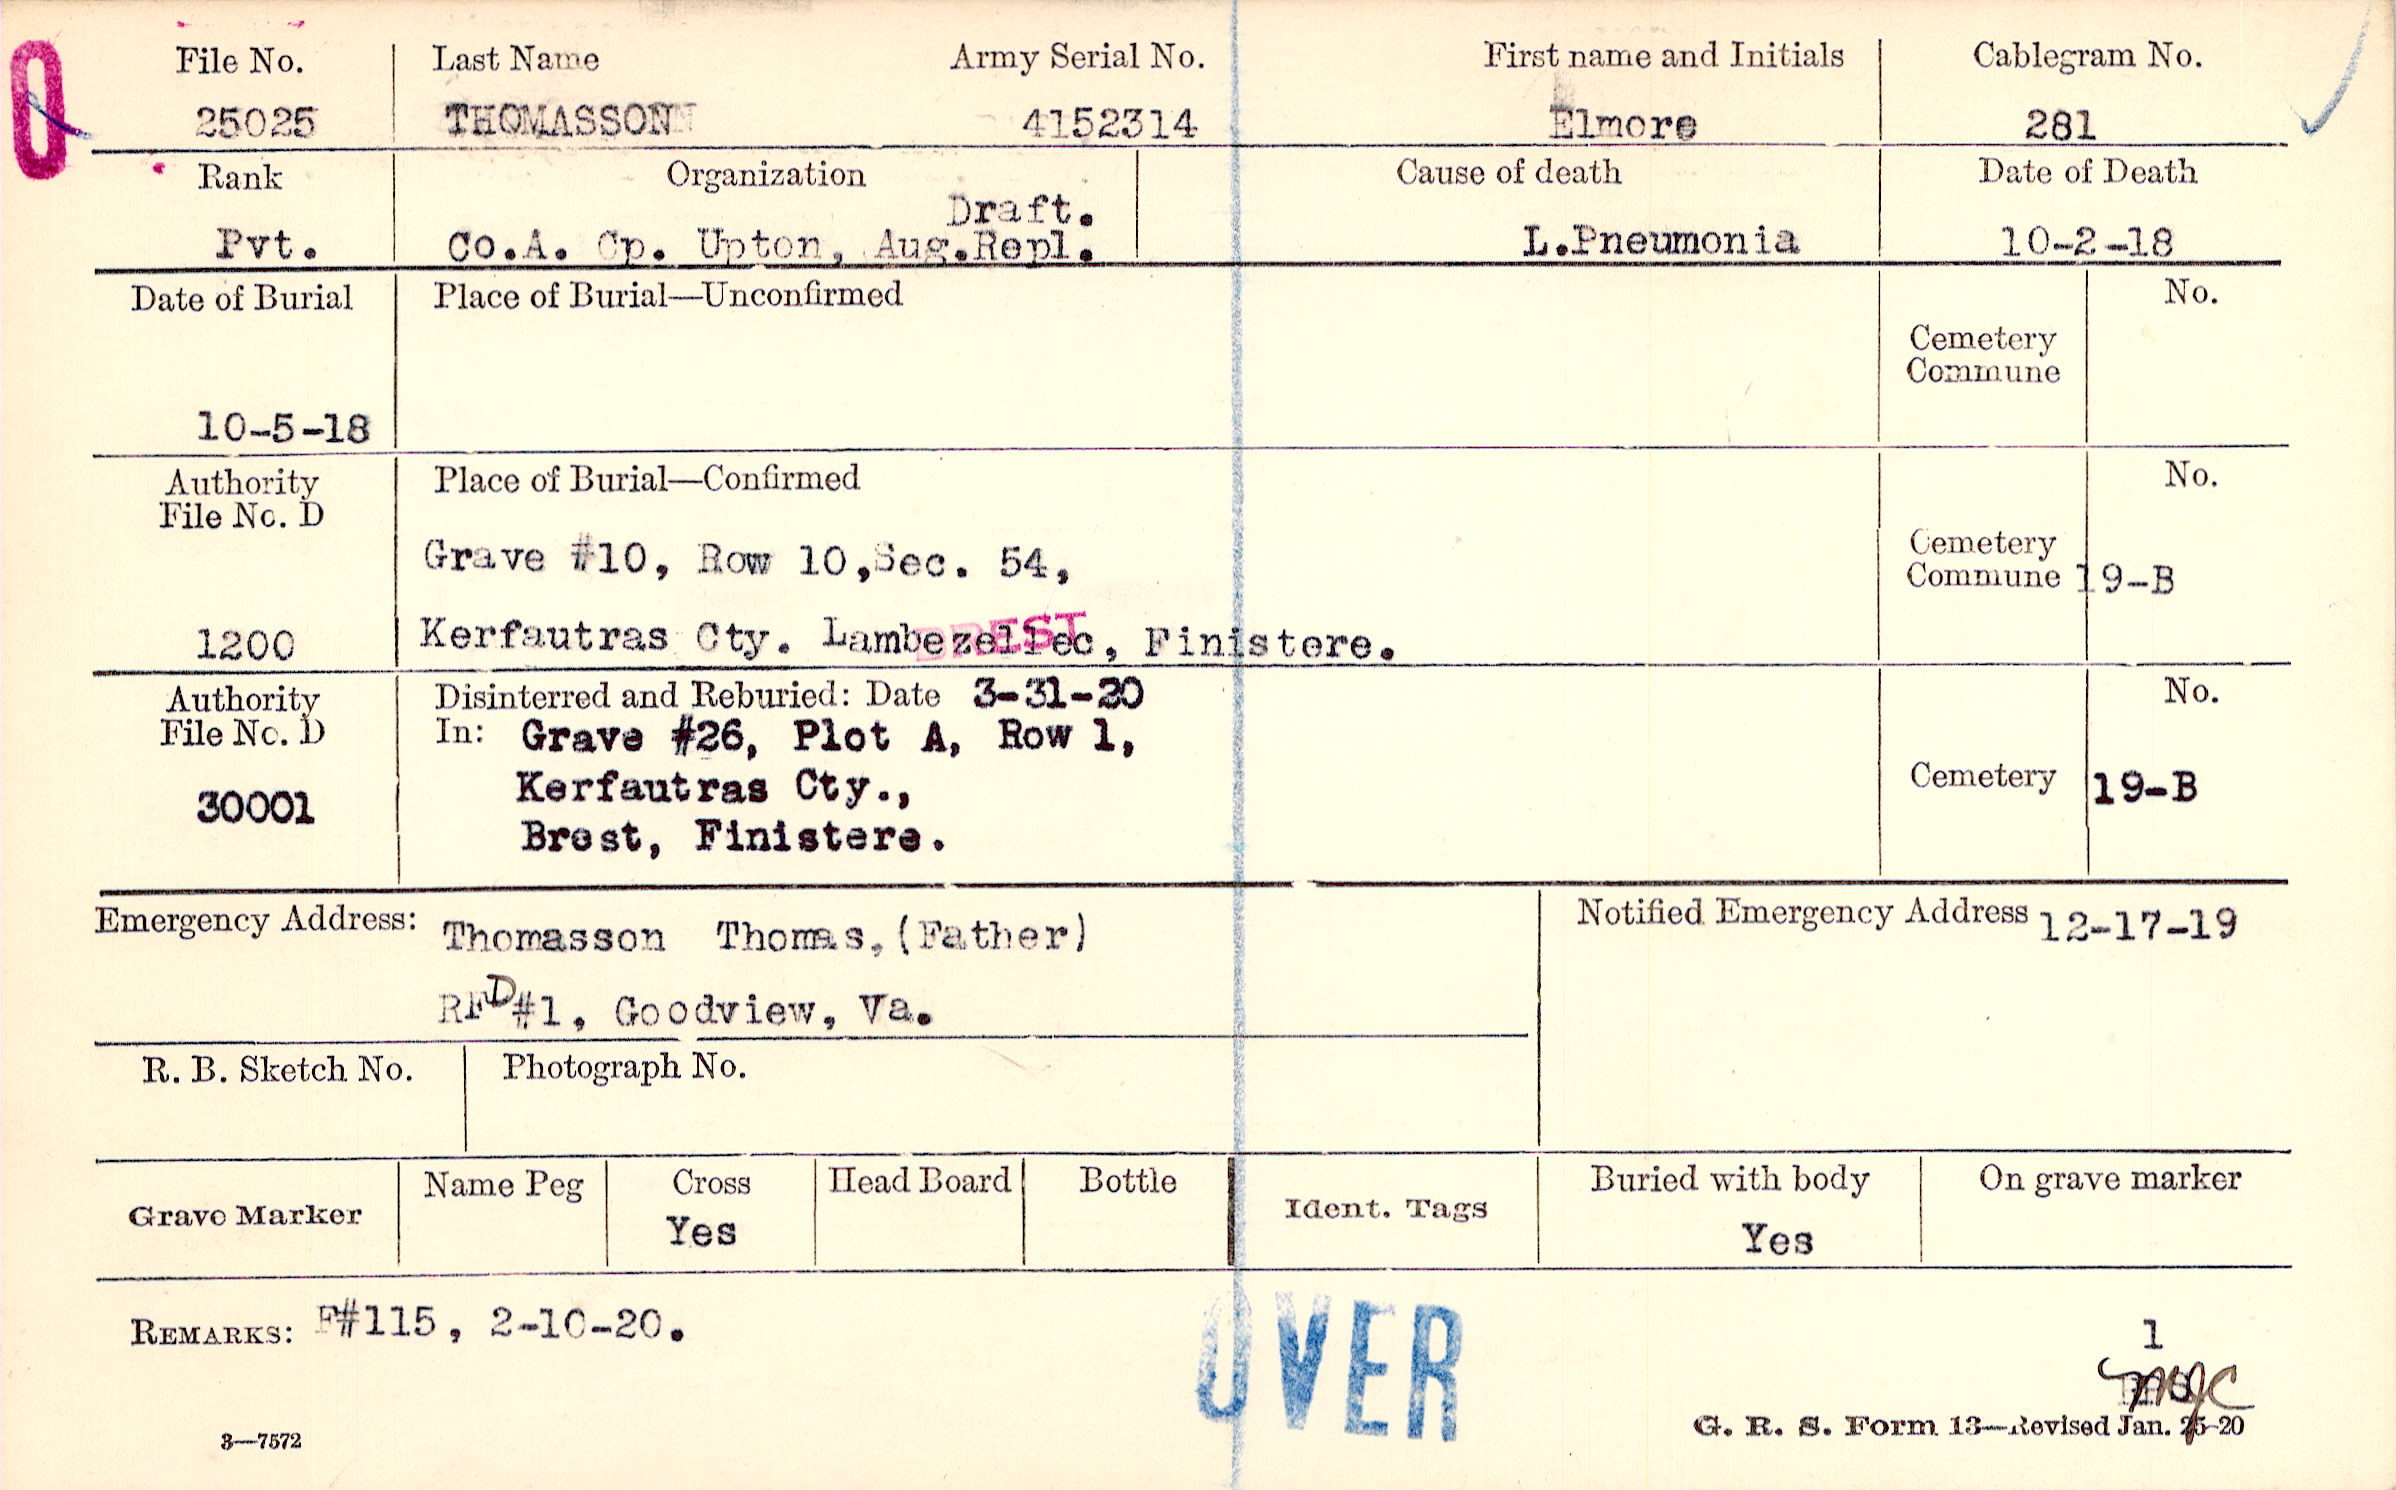 O
File No. Last Name Army Serial No. First name and Initials Cablegram No.
25025 THOMASSON 4152314 Elmore 281
Rank Organization Cause of death Date of Death
Draft.
Pvt. Co.A. Cp. Upton, Aug.Repl. L.Pneumonia 10-2-18
Date of Burial Place of Burial—Unconfirmed No.
Cemetery
Commune
10-5-18
Authority Place of Burial—Confirmed No.
File No. D
Grave #10, Row 10,Sec. 54, Cemetery
Commune 19-B
1200 Kerfautras Cty. Lambezellec, Finistere.
BREST
Authority Disinterred and Reburied: Date 3-31-20 No.
File No. D In: Grave #26, Plot A, Row 1,
30001 Kerfautras Cty., Cemetery 19-B
Brest, Finistere.
Emergency Address: Thomasson Thomas,(Father) Notified Emergency Address 12-17-19
RFD#1, Goodview, Va.
R. B. Sketch No. Photograph No.
Grave Marker Name Peg Cross Head Board Bottle Ident. Tags Buried with body On grave marker
Yes Yes
REMARKS: F#115, 2-10-20.
OVER
1
mjc
3—7572 G. R. S. Form 13—Revised Jan. 25-20